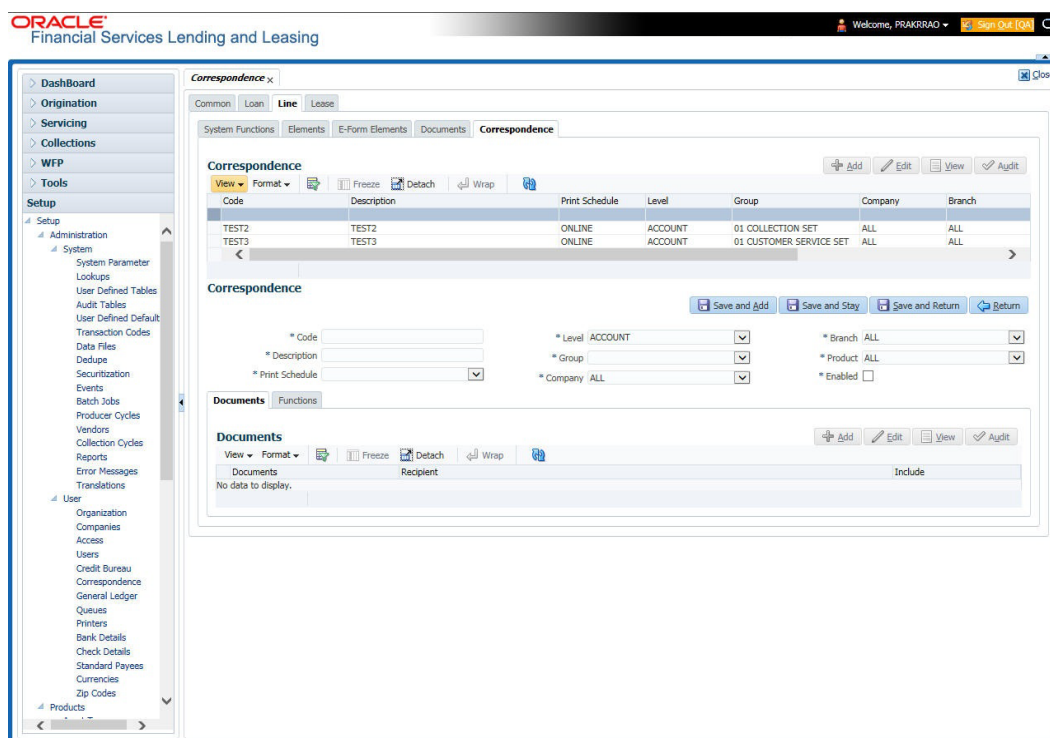 ORACLE
Financial Services Lending and Leasing
Welcome, PRAKRRAO
Sign Out [QA]
DashBoard
Origination
Servicing
Collections
WFP
Tools
Setup
Setup
Administration
System
System Parameter
Lookups
User Defined Tables
Audit Tables
User Defined Default
Transaction Codes
Data Files
Dedupe
Securitization
Events
Batch Jobs
Producer Cycles
Vendors
Collection Cycles
Reports
Error Messages
Translations
User
Organization
Companies
Access
Users
Credit Bureau
Correspondence
General Ledger
Queues
Printers
Bank Details
Check Details
Standard Payees
Currencies
Zip Codes
Products
Correspondence x
Clos
Common Loan Line Lease
System Functions Elements E-Form Elements Documents Correspondence
Correspondence
Add Edit View Audit
View Format Freeze Detach Wrap
Code Description Print Schedule Level Group Company Branch
TEST2 TEST2 ONLINE ACCOUNT 01 COLLECTION SET ALL ALL
TEST3 TEST3 ONLINE ACCOUNT 01 CUSTOMER SERVICE SET ALL ALL
Correspondence
Save and Add Save and Stay Save and Return Return
* Code * Level ACCOUNT * Branch ALL
* Description * Group * Product ALL
* Print Schedule * Company ALL * Enabled
Documents Functions
Documents
Add Edit View Audit
View Format Freeze Detach Wrap
Documents Recipient Include
No data to display.